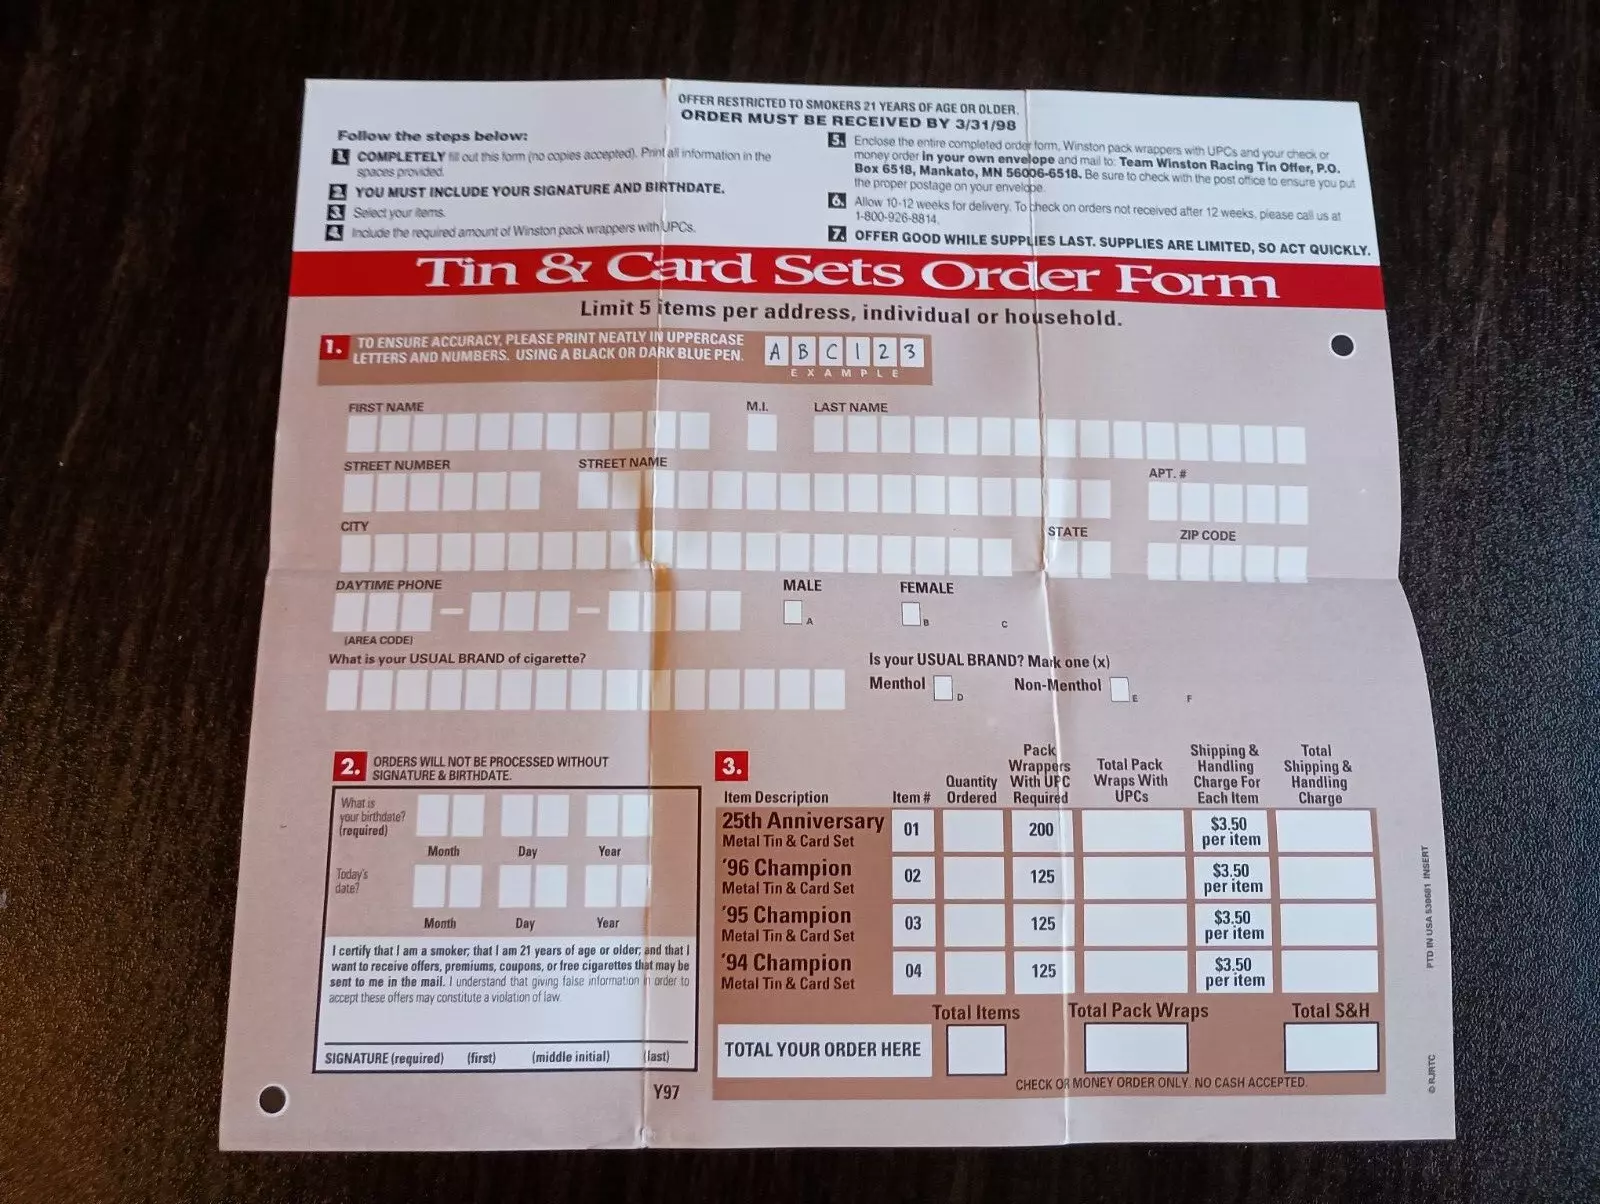 OFFER RESTRICTED TO SMOKERS 21 YEARS OF AGE OR OLDER.
ORDER MUST BE RECEIVED BY 3/31/98
Follow the steps below:
1. COMPLETELY fill out this form (no copies accepted). Print all information in the
spaces provided.
2. YOU MUST INCLUDE YOUR SIGNATURE AND BIRTHDATE.
3. Select your items.
4. Include the required amount of Winston pack wrappers with UPCs.
5. Enclose the entire completed order form, Winston pack wrappers with UPCs and your check or
money order in your own envelope and mail to: Team Winston Racing Tin Offer, P.O.
Box 6518, Mankato, MN 56006-6518. Be sure to check with the post office to ensure you put
the proper postage on your envelope.
6. Allow 10-12 weeks for delivery. To check on orders not received after 12 weeks, please call us at
1-800-926-8814.
7. OFFER GOOD WHILE SUPPLIES LAST. SUPPLIES ARE LIMITED, SO ACT QUICKLY.
Tin & Card Sets Order Form
Limit 5 items per address, individual or household.
1. TO ENSURE ACCURACY, PLEASE PRINT NEATLY IN UPPERCASE
LETTERS AND NUMBERS. USING A BLACK OR DARK BLUE PEN.
A B C 1 2 3
EXAMPLE
FIRST NAME M.I. LAST NAME
STREET NUMBER STREET NAME APT. #
CITY STATE ZIP CODE
DAYTIME PHONE MALE FEMALE
A B C
(AREA CODE)
What is your USUAL BRAND of cigarette? Is your USUAL BRAND? Mark one (x)
Menthol D Non-Menthol E F
2. ORDERS WILL NOT BE PROCESSED WITHOUT
SIGNATURE & BIRTHDATE.
What is
your birthdate?
(required)
Month Day Year
Today's
date?
Month Day Year
I certify that I am a smoker; that I am 21 years of age or older; and that I
want to receive offers, premiums, coupons, or free cigarettes that may be
sent to me in the mail. I understand that giving false information in order to
accept these offers may constitute a violation of law.
SIGNATURE (required) (first) (middle initial) (last)
Y97
3.
Item Description Item # Quantity Ordered Pack Wrappers With UPC Required Total Pack Wraps With UPCs Shipping & Handling Charge For Each Item Total Shipping & Handling Charge
25th Anniversary
Metal Tin & Card Set 01 200 $3.50 per item
'96 Champion
Metal Tin & Card Set 02 125 $3.50 per item
'95 Champion
Metal Tin & Card Set 03 125 $3.50 per item
'94 Champion
Metal Tin & Card Set 04 125 $3.50 per item
Total Items Total Pack Wraps Total S&H
TOTAL YOUR ORDER HERE
CHECK OR MONEY ORDER ONLY. NO CASH ACCEPTED.
PTD IN USA 530681 INSERT
© RJRTC